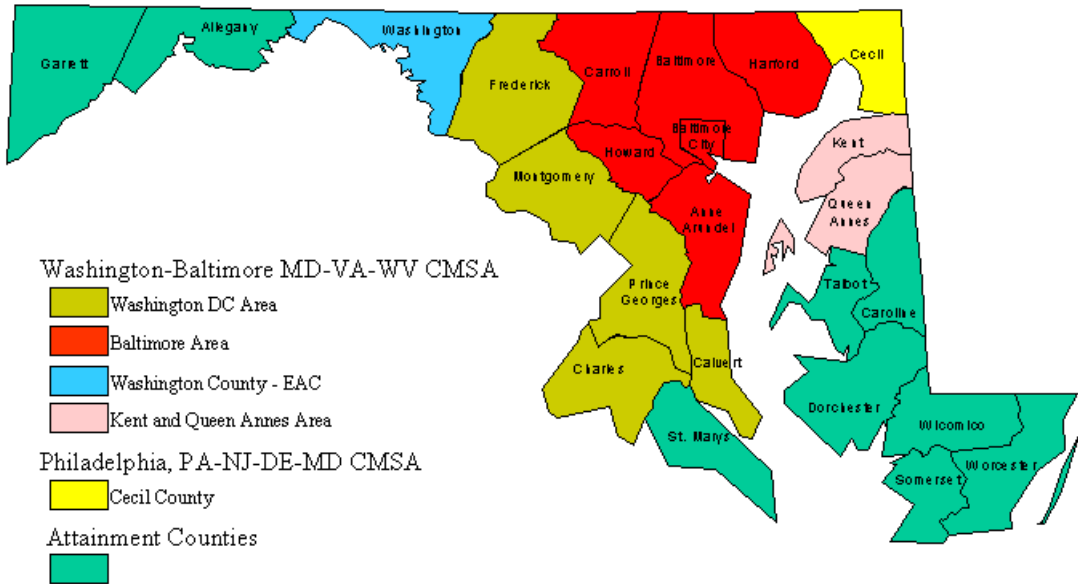 Garrett
Allegany
Washington
Frederick
Carroll
Baltimore
Harford
Cecil
Baltimore
City
Howard
Montgomery
Anne
Arundel
Kent
Queen
Annes
Prince
Georges
Talbot
Caroline
Charles
Calvert
St. Marys
Dorchester
Wicomico
Somerset
Worcester
Washington-Baltimore MD-VA-WV CMSA
Washington DC Area
Baltimore Area
Washington County - EAC
Kent and Queen Annes Area
Philadelphia, PA-NJ-DE-MD CMSA
Cecil County
Attainment Counties